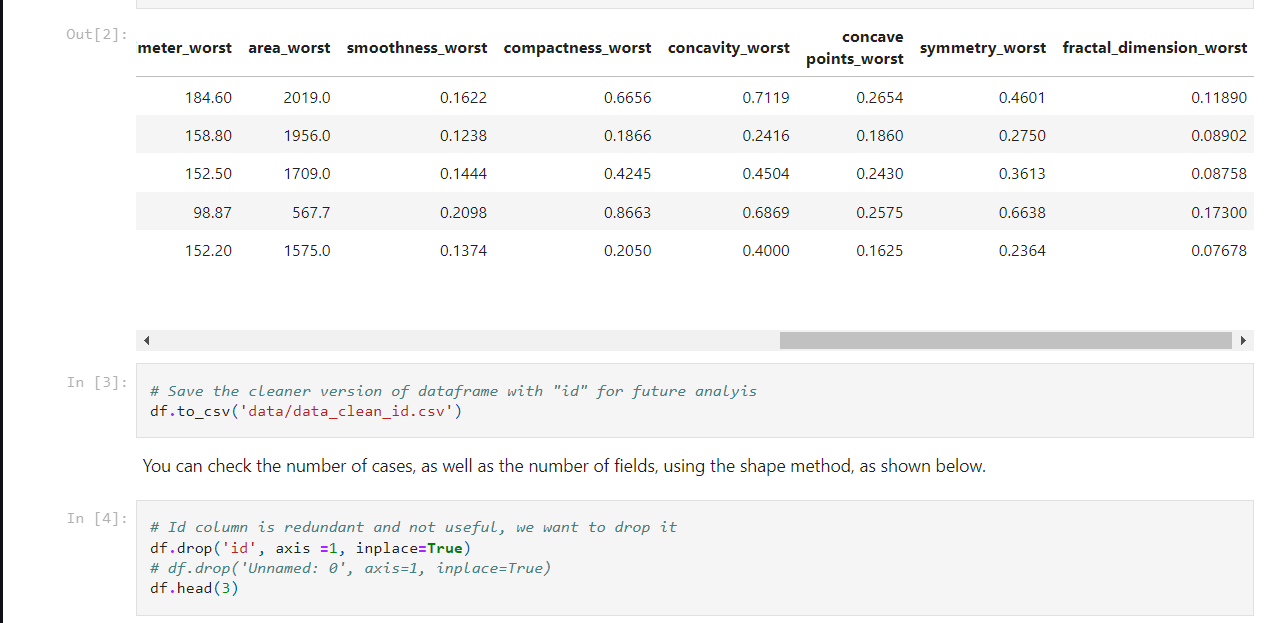 Out[2]:
meter_worst area_worst smoothness_worst compactness_worst concavity_worst concave points_worst symmetry_worst fractal_dimension_worst
184.60 2019.0 0.1622 0.6656 0.7119 0.2654 0.4601 0.11890
158.80 1956.0 0.1238 0.1866 0.2416 0.1860 0.2750 0.08902
152.50 1709.0 0.1444 0.4245 0.4504 0.2430 0.3613 0.08758
98.87 567.7 0.2098 0.8663 0.6869 0.2575 0.6638 0.17300
152.20 1575.0 0.1374 0.2050 0.4000 0.1625 0.2364 0.07678
In [3]:
# Save the cleaner version of dataframe with "id" for future analyis
df.to_csv('data/data_clean_id.csv')
You can check the number of cases, as well as the number of fields, using the shape method, as shown below.
In [4]:
# Id column is redundant and not useful, we want to drop it
df.drop('id', axis =1, inplace=True)
# df.drop('Unnamed: 0', axis=1, inplace=True)
df.head(3)